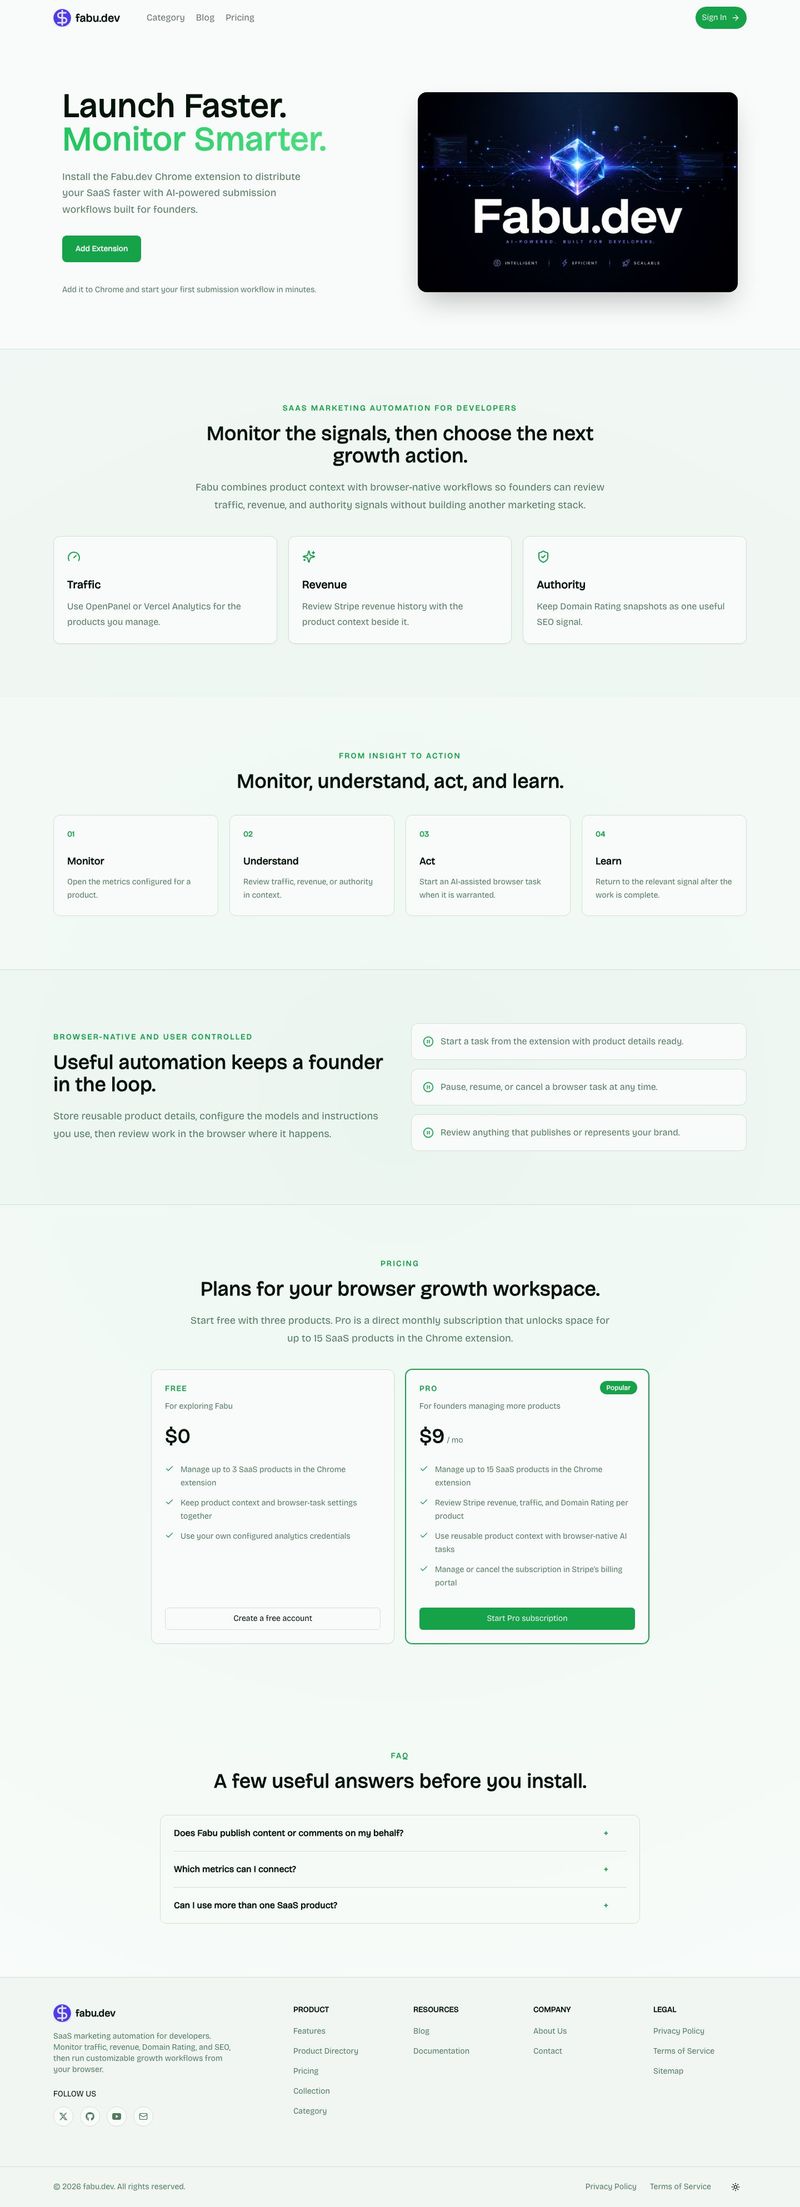 fabu.dev
Category Blog Pricing
Sign In
Launch Faster.
Monitor Smarter.
Install the Fabu.dev Chrome extension to distribute
your SaaS faster with AI-powered submission
workflows built for founders.
Add Extension
Add it to Chrome and start your first submission workflow in minutes.
Fabu.dev
AI-POWERED. BUILT FOR DEVELOPERS.
INTELLIGENT | EFFICIENT | SCALABLE
SAAS MARKETING AUTOMATION FOR DEVELOPERS
Monitor the signals, then choose the next
growth action.
Fabu combines product context with browser-native workflows so founders can review
traffic, revenue, and authority signals without building another marketing stack.
Traffic
Use OpenPanel or Vercel Analytics for the
products you manage.
Revenue
Review Stripe revenue history with the
product context beside it.
Authority
Keep Domain Rating snapshots as one useful
SEO signal.
FROM INSIGHT TO ACTION
Monitor, understand, act, and learn.
01
Monitor
Open the metrics configured for a
product.
02
Understand
Review traffic, revenue, or authority
in context.
03
Act
Start an AI-assisted browser task
when it is warranted.
04
Learn
Return to the relevant signal after the
work is complete.
BROWSER-NATIVE AND USER CONTROLLED
Useful automation keeps a founder
in the loop.
Store reusable product details, configure the models and instructions
you use, then review work in the browser where it happens.
Start a task from the extension with product details ready.
Pause, resume, or cancel a browser task at any time.
Review anything that publishes or represents your brand.
PRICING
Plans for your browser growth workspace.
Start free with three products. Pro is a direct monthly subscription that unlocks space for
up to 15 SaaS products in the Chrome extension.
FREE
For exploring Fabu
$0
Manage up to 3 SaaS products in the Chrome
extension
Keep product context and browser-task settings
together
Use your own configured analytics credentials
Create a free account
PRO
Popular
For founders managing more products
$9 / mo
Manage up to 15 SaaS products in the Chrome
extension
Review Stripe revenue, traffic, and Domain Rating per
product
Use reusable product context with browser-native AI
tasks
Manage or cancel the subscription in Stripe's billing
portal
Start Pro subscription
FAQ
A few useful answers before you install.
Does Fabu publish content or comments on my behalf? +
Which metrics can I connect? +
Can I use more than one SaaS product? +
fabu.dev
SaaS marketing automation for developers.
Monitor traffic, revenue, Domain Rating, and SEO,
then run customizable growth workflows from
your browser.
FOLLOW US
PRODUCT
Features
Product Directory
Pricing
Collection
Category
RESOURCES
Blog
Documentation
COMPANY
About Us
Contact
LEGAL
Privacy Policy
Terms of Service
Sitemap
© 2026 fabu.dev. All rights reserved.
Privacy Policy Terms of Service